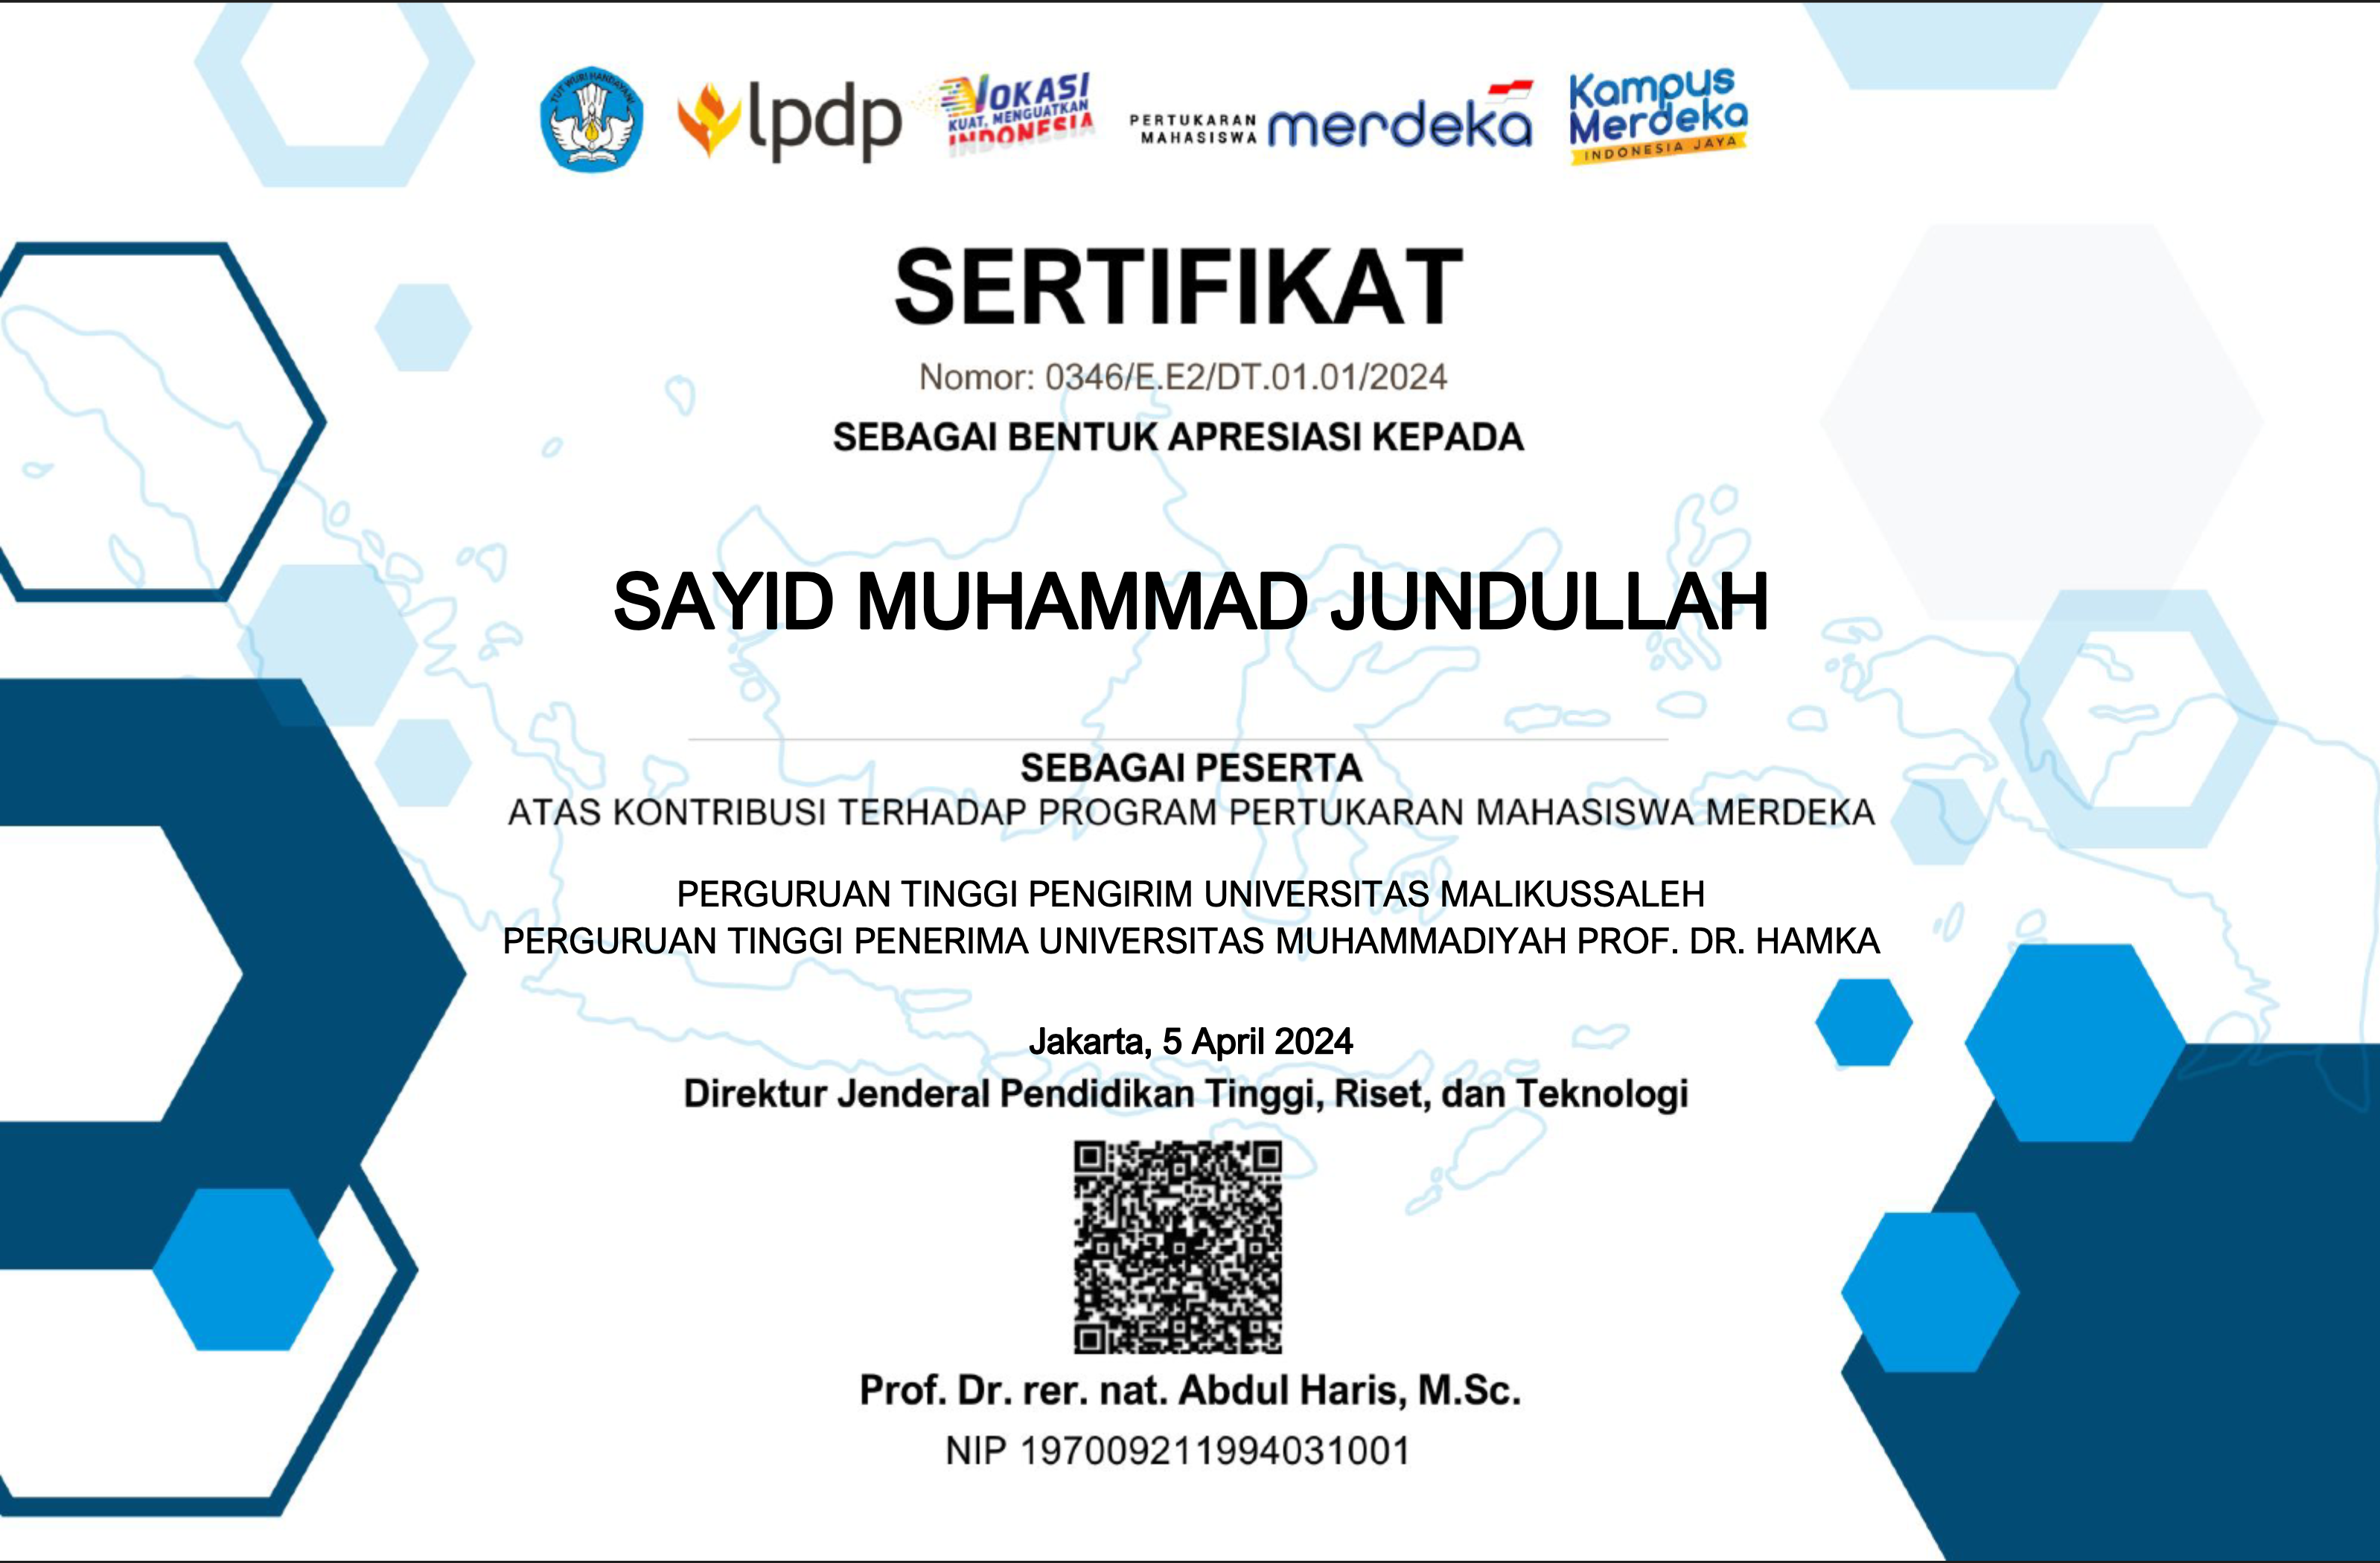 TUT WURI HANDAYANI
lpdp
VOKASI
KUAT, MENGUATKAN
INDONESIA
PERTUKARAN
MAHASISWA
merdeka
Kampus
Merdeka
INDONESIA JAYA
SERTIFIKAT
Nomor: 0346/E.E2/DT.01.01/2024
SEBAGAI BENTUK APRESIASI KEPADA
SAYID MUHAMMAD JUNDULLAH
SEBAGAI PESERTA
ATAS KONTRIBUSI TERHADAP PROGRAM PERTUKARAN MAHASISWA MERDEKA
PERGURUAN TINGGI PENGIRIM UNIVERSITAS MALIKUSSALEH
PERGURUAN TINGGI PENERIMA UNIVERSITAS MUHAMMADIYAH PROF. DR. HAMKA
Jakarta, 5 April 2024
Direktur Jenderal Pendidikan Tinggi, Riset, dan Teknologi
Prof. Dr. rer. nat. Abdul Haris, M.Sc.
NIP 197009211994031001